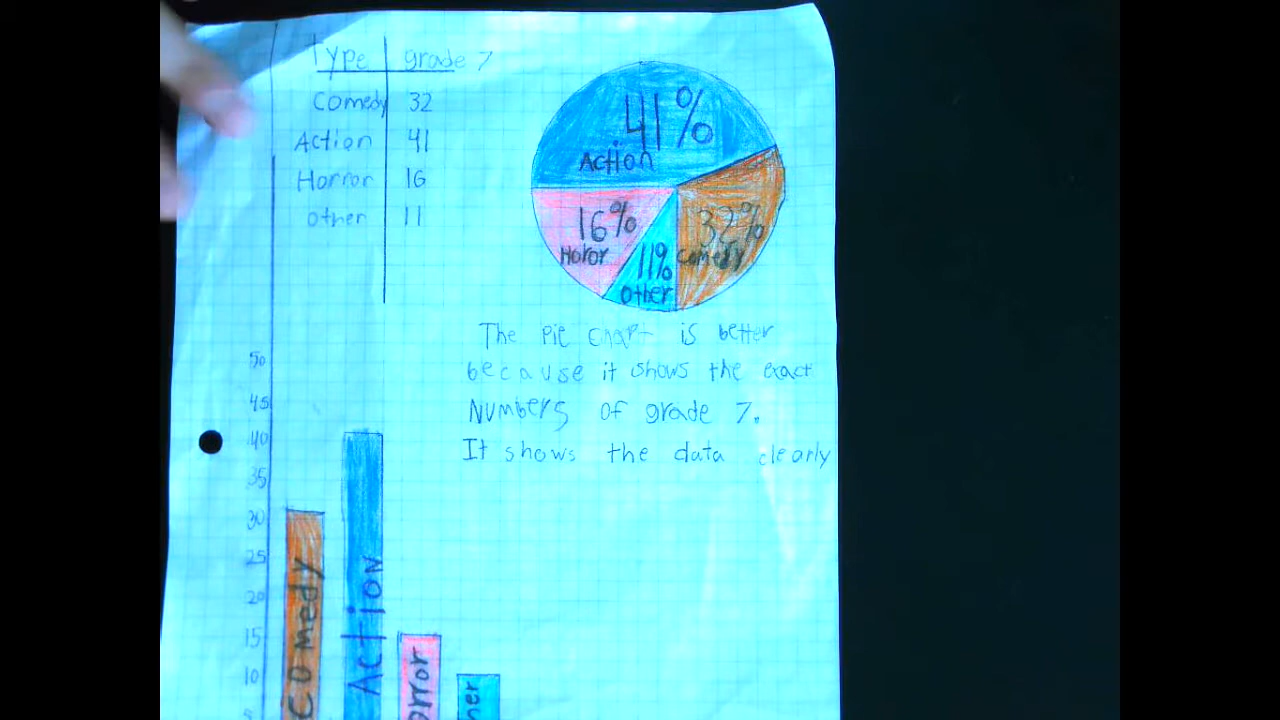 Type grade 7
Comedy 32
Action 41
Horror 16
other 11
41%
Action
16%
Horor
11%
Other
32%
Comedy
The Pie Chart is better
because it shows the exact
Numbers of grade 7.
It shows the data clearly
50
45
40
35
30
25
20
15
10
Comedy
Action
orror
her